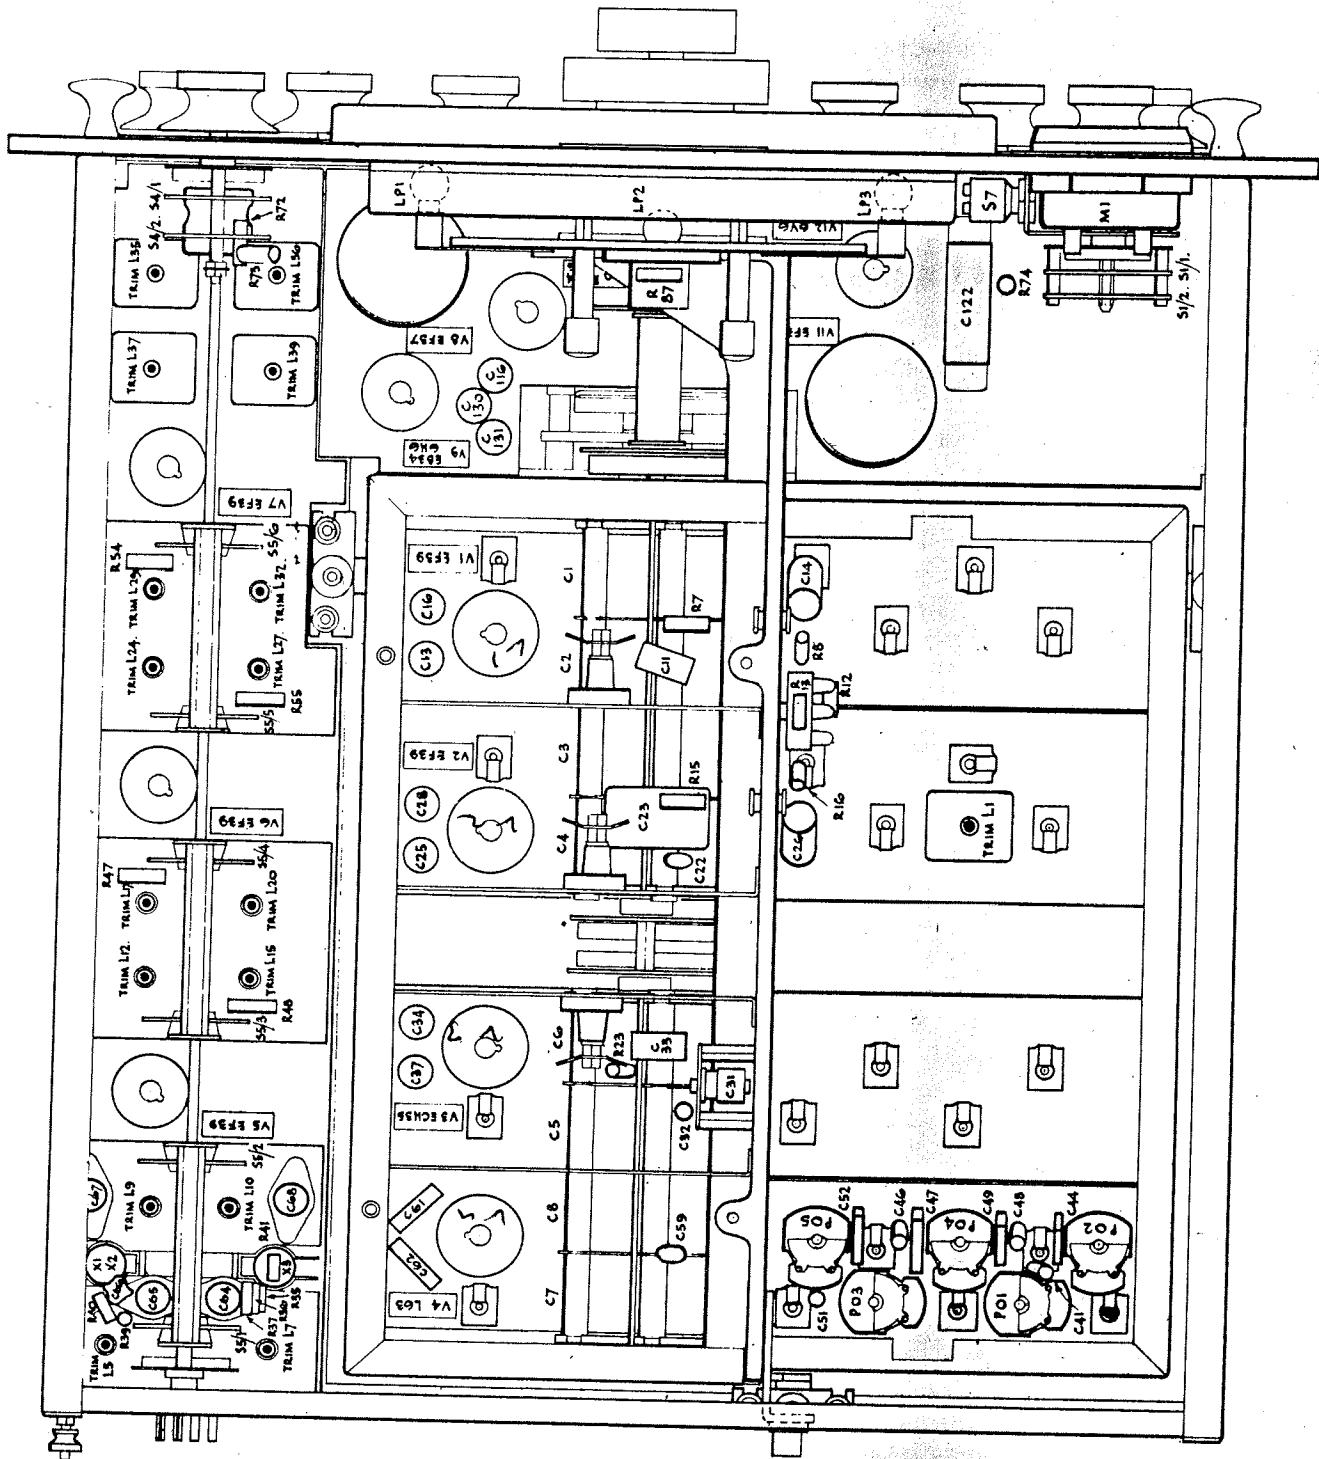 LP1
LP2
LP3
S7
M1
S4/1
S4/2.
R72
R73
TRIM L35
TRIM L36
TRIM L37
TRIM L39
V8 EF37
R 87
C122
R74
S1/2. S1/1.
C 116
C 130
C 131
V9
EB34
6H6
V7 EF39
R54
S5/6
TRIM L29
TRIM L32.
TRIM L24.
TRIM L27.
R55
S5/5
V1 EF39
C16
C13
C1
C2
R7
C11
C14
R8
R 13
R12
V2 EF39
C28
C25
C3
C4
C23
R15
C22
R16
C26
TRIM L1
V6 EF39
S5/4
R47
TRIM L17
TRIM L20
TRIM L12.
TRIM L15
R48
S5/3
C34
C37
C6
R23
C 33
C31
C32
C5
V3 ECH35
V5 EF39
S5/2
C67
TRIM L9
TRIM L10
C68
R41
X1
X2
X3
C65
C64
R40
R39
S5/1
R37
R36
R35
TRIM L5
TRIM L7
C61
C62
V4 L63
C8
C59
C7
PO5
C52
C46
C47
PO4
C49
C48
C44
PO2
PO3
C51
PO1
C41